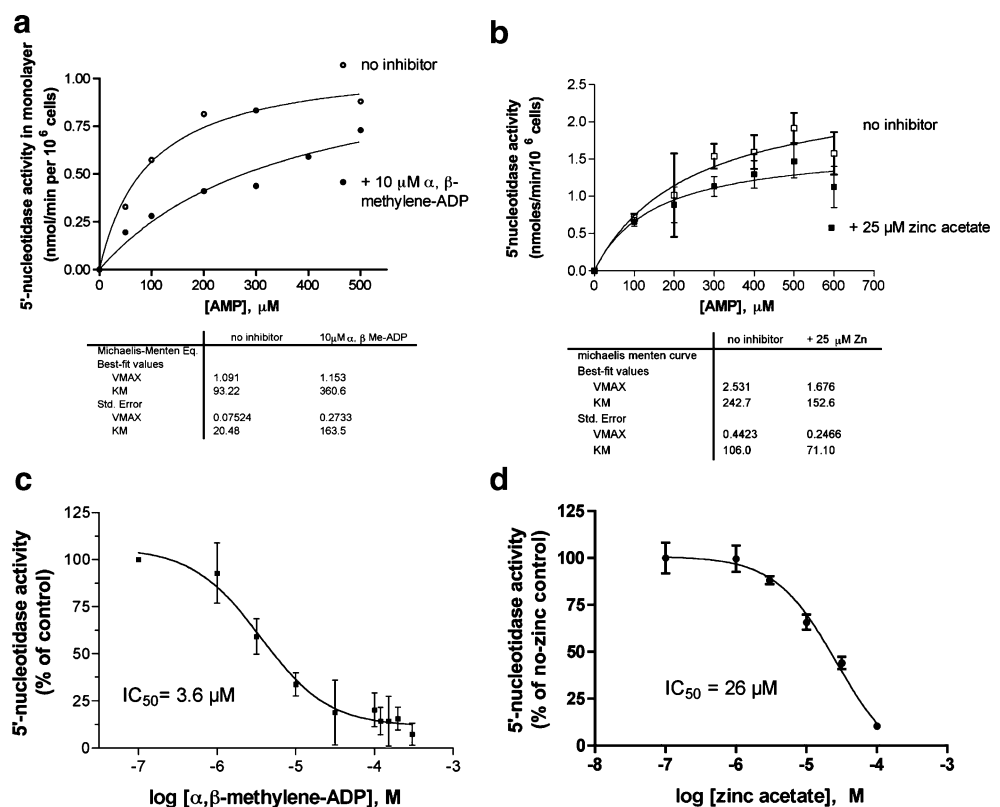 a
5'-nucleotidase activity in monolayer
(nmol/min per 10⁶ cells)
1.00
0.75
0.50
0.25
0.00
0 100 200 300 400 500
[AMP], μM
no inhibitor
+ 10 μM α, β-
methylene-ADP
no inhibitor 10μM α, β Me-ADP
Michaelis-Menten Eq.
Best-fit values
VMAX 1.091 1.153
KM 93.22 360.6
Std. Error
VMAX 0.07524 0.2733
KM 20.48 163.5
b
5'nucleotidase activity
(nmoles/min/10⁶ cells)
2.5
2.0
1.5
1.0
0.5
0.0
0 100 200 300 400 500 600 700
[AMP], μM
no inhibitor
+ 25 μM zinc acetate
no inhibitor + 25 μM Zn
michaelis menten curve
Best-fit values
VMAX 2.531 1.676
KM 242.7 152.6
Std. Error
VMAX 0.4423 0.2466
KM 106.0 71.10
c
5'-nucleotidase activity
(% of control)
125
100
75
50
25
0
-7 -6 -5 -4 -3
IC₅₀= 3.6 μM
log [α,β-methylene-ADP], M
d
5'-nucleotidase activity
(% of no-zinc control)
125
100
75
50
25
0
-8 -7 -6 -5 -4 -3
IC₅₀ = 26 μM
log [zinc acetate], M